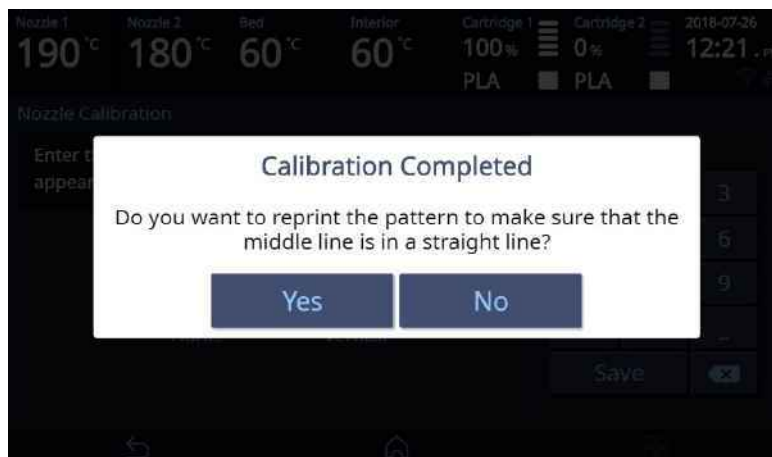 Nozzle 1 Nozzle 2 Bed Interior Cartridge 1 Cartridge 2 2018-07-26
190 °C 180 °C 60 °C 60 °C 100 % 0 % 12:21
PLA PLA
Nozzle Calibration
Enter
appear
Calibration Completed
Do you want to reprint the pattern to make sure that the
middle line is in a straight line?
Yes No
3
6
9
Save